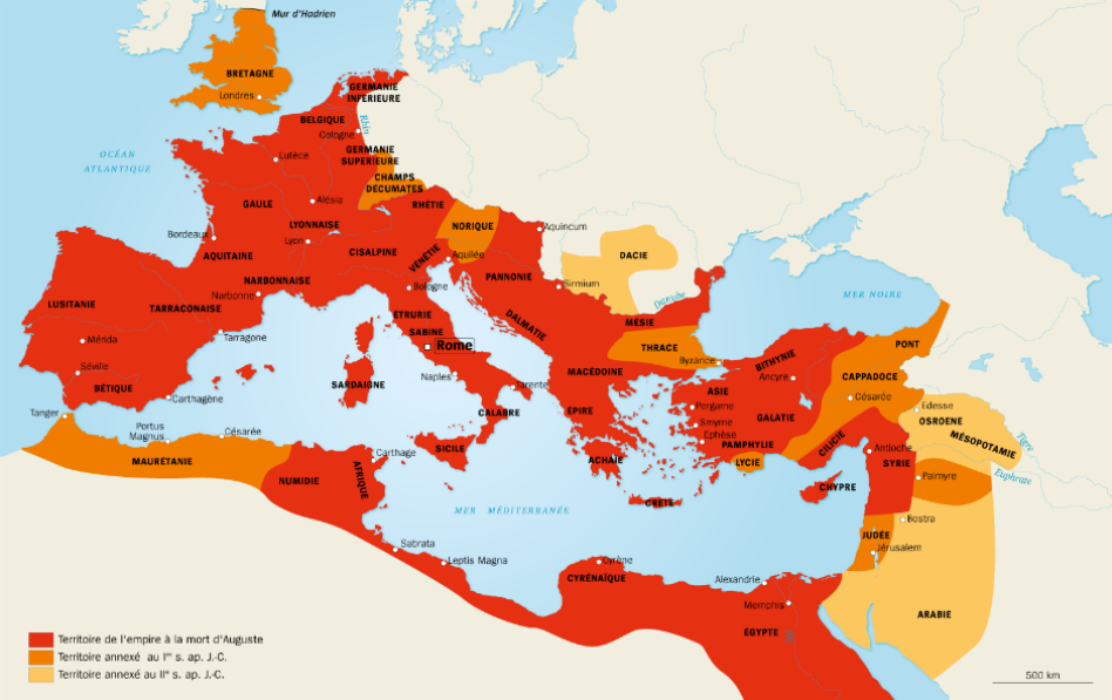 Mur d'Hadrien
BRETAGNE
Londres
GERMANIE
INFERIEURE
BELGIQUE
Rhin
Cologne
OCÉAN
ATLANTIQUE
Lutèce
GERMANIE
SUPERIEURE
CHAMPS
DÉCUMATES
Alésia
GAULE
RHÉTIE
LYONNAISE
NORIQUE
Aquincum
Bordeaux
Lyon
AQUITAINE
CISALPINE
VÉNÉTIE
Aquilée
DACIE
PANNONIE
NARBONNAISE
Narbonne
Bologne
Sirmium
Danube
MER NOIRE
LUSITANIE
TARRACONAISE
ÉTRURIE
SABINE
DALMATIE
MESIE
Mérida
Tarragone
Rome
THRACE
Byzance
BITHYNIE
PONT
Séville
BÉTIQUE
SARDAIGNE
Naples
Tarente
MACÉDOINE
Ancyre
CAPPADOCE
Carthagène
ASIE
Pergame
Césarée
Tanger
CALABRE
ÉPIRE
GALATIE
Smyrne
Ephèse
Edesse
OSROENE
Portus
Magnus
Césarée
SICILE
PAMPHYLIE
CILICIE
MÉSOPOTAMIE
Tigre
MAURÉTANIE
Carthage
ACHAÏE
LYCIE
Antioche
SYRIE
Euphrate
NUMIDIE
AFRIQUE
CRÈTE
CHYPRE
Palmyre
MER MÉDITERRANÉE
Bostra
Sabrata
JUDÉE
Jérusalem
Leptis Magna
Cyrène
CYRÉNAÏQUE
Alexandrie
Memphis
ARABIE
ÉGYPTE
Territoire de l'empire à la mort d'Auguste
Territoire annexé au Iᵉʳ s. ap. J.-C.
Territoire annexé au IIᵉ s. ap. J.-C.
500 km